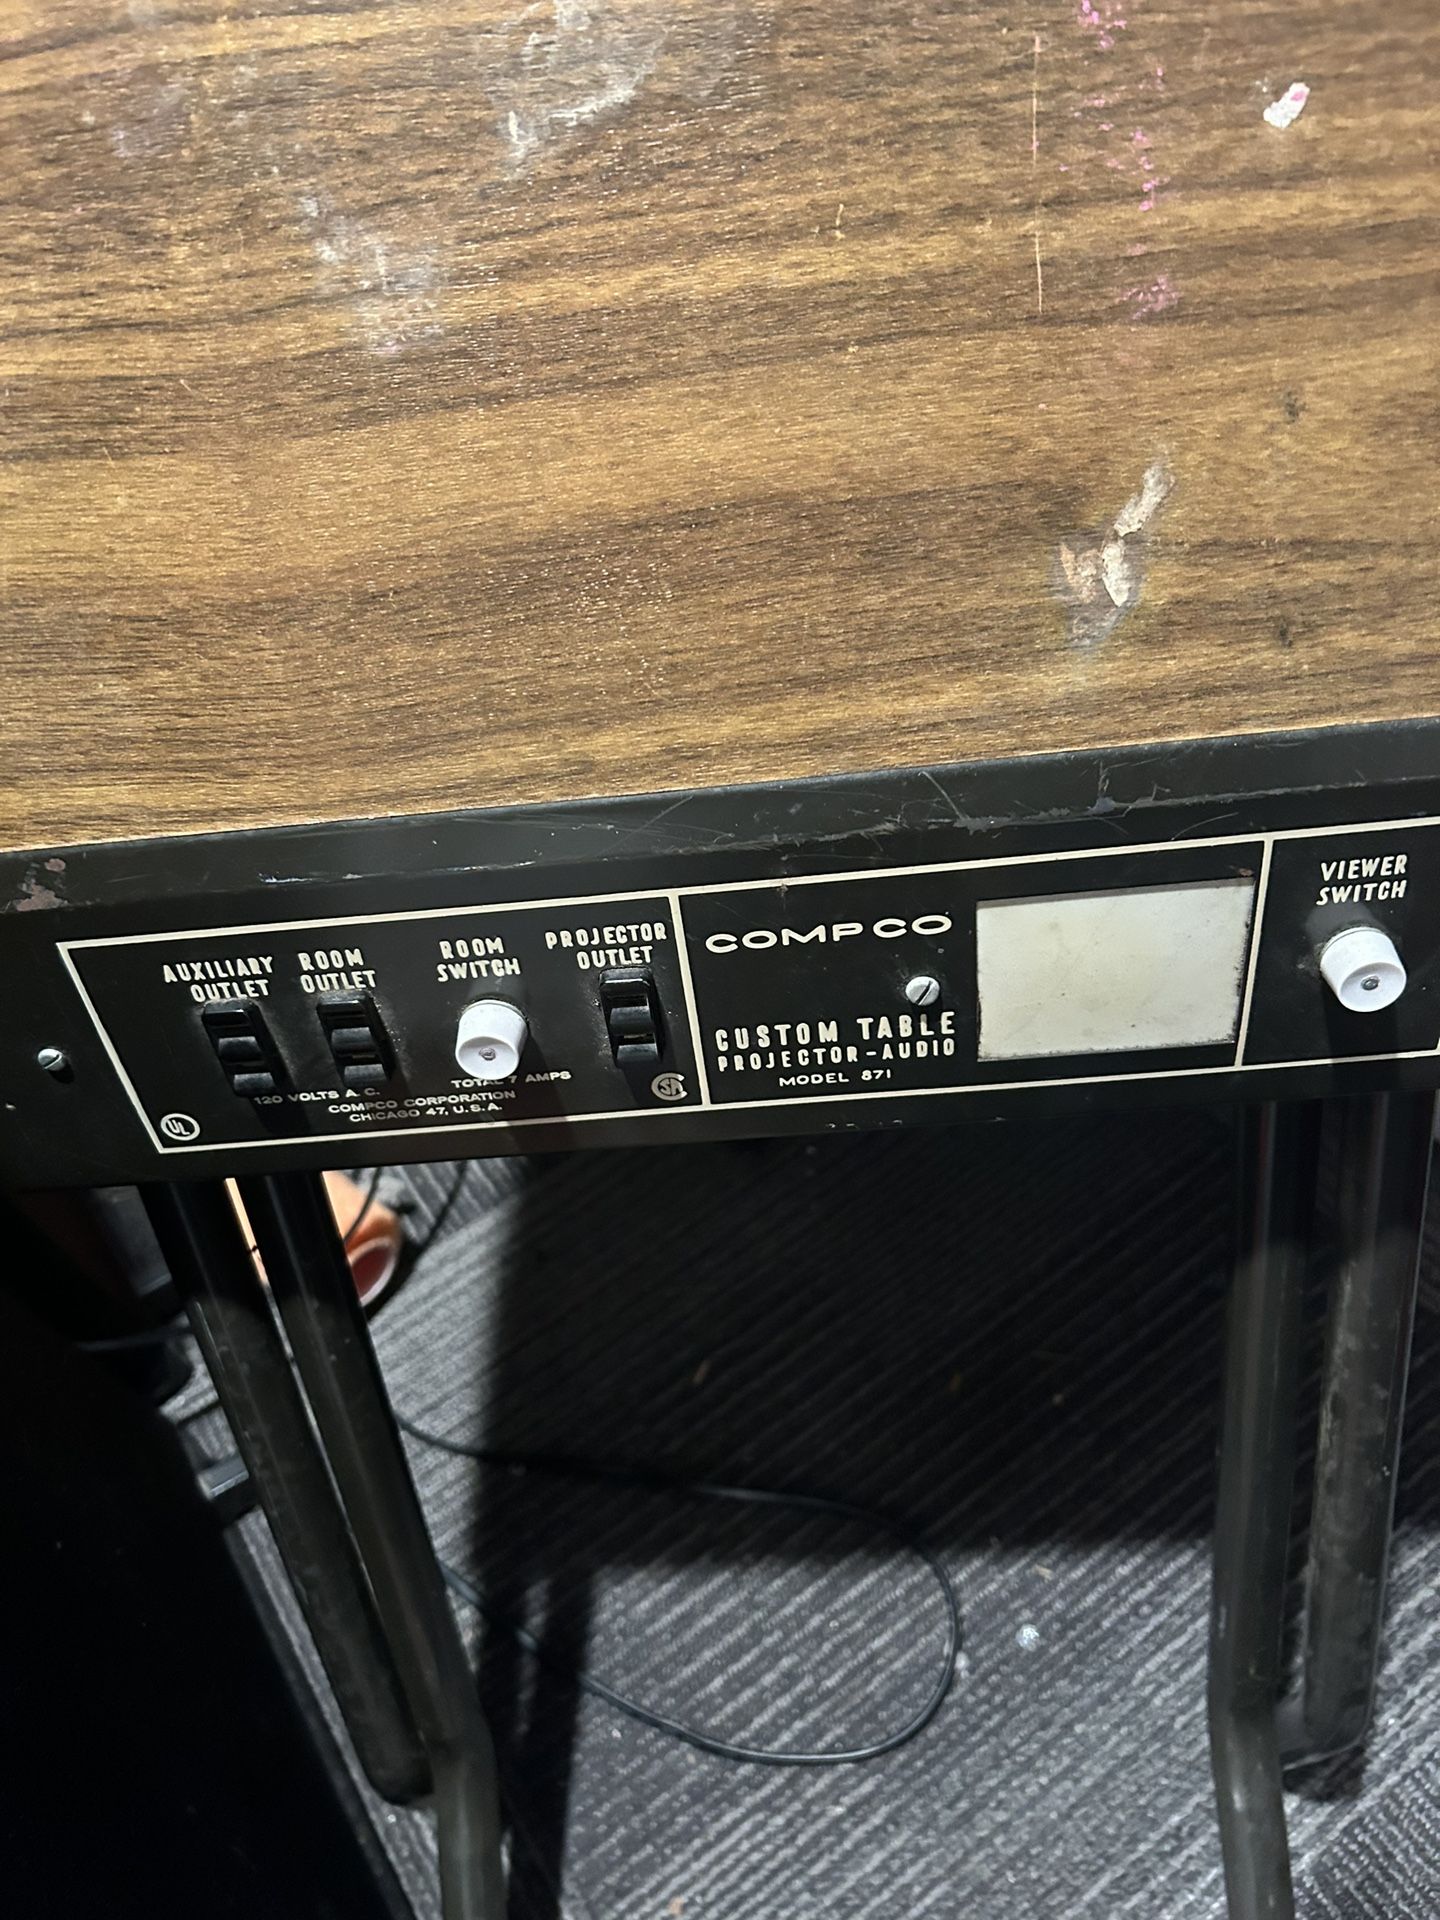 AUXILIARY
OUTLET
ROOM
OUTLET
ROOM
SWITCH
PROJECTOR
OUTLET
120 VOLTS A.C.
TOTAL 7 AMPS
COMPCO CORPORATION
CHICAGO 47, U.S.A.
UL
SA
COMPCO
CUSTOM TABLE
PROJECTOR-AUDIO
MODEL 871
VIEWER
SWITCH